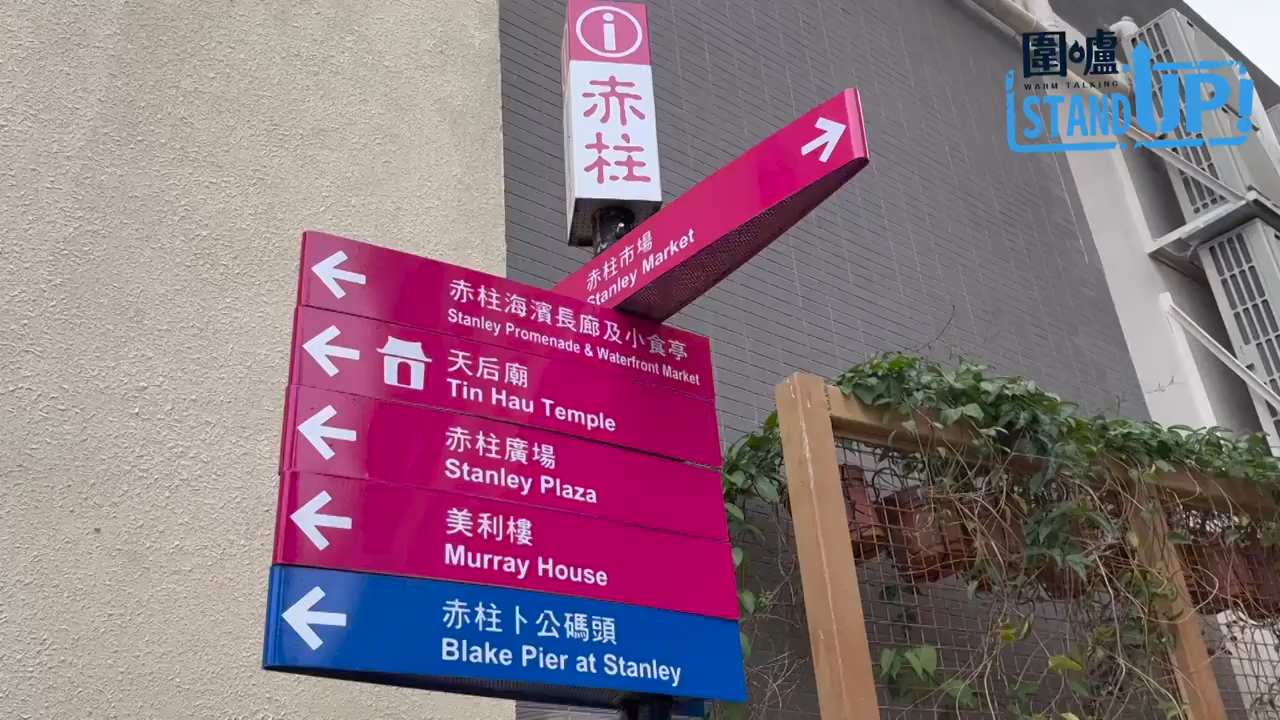 圍爐
WARM TALKING
STAND UP!
i
赤柱
赤柱市場
Stanley Market
赤柱海濱長廊及小食亭
Stanley Promenade & Waterfront Market
天后廟
Tin Hau Temple
赤柱廣場
Stanley Plaza
美利樓
Murray House
赤柱卜公碼頭
Blake Pier at Stanley